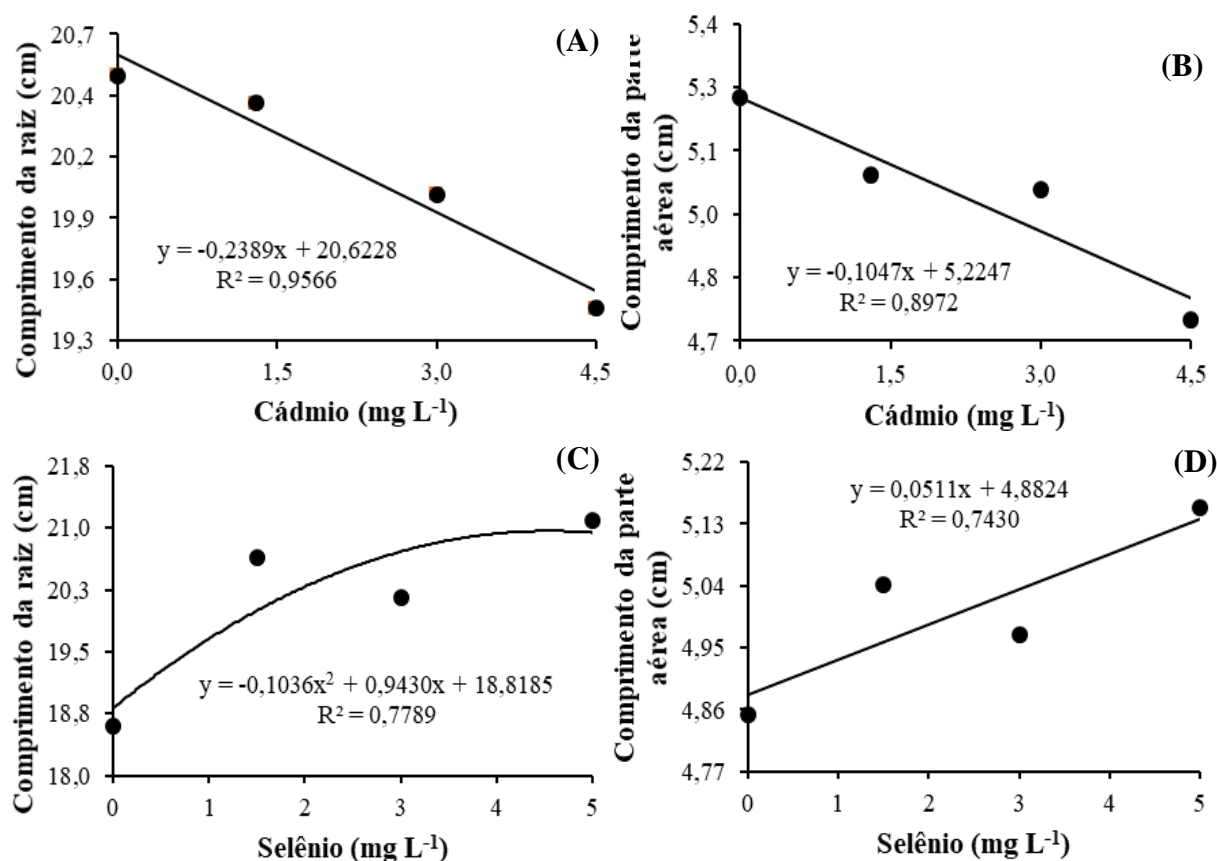 (A)
Comprimento da raiz (cm)
20,7
20,4
20,2
19,9
19,6
19,3
y = -0,2389x + 20,6228
R² = 0,9566
0,0 1,5 3,0 4,5
Cádmio (mg L⁻¹)
(B)
Comprimento da parte
aérea (cm)
5,4
5,3
5,1
5,0
4,8
4,7
y = -0,1047x + 5,2247
R² = 0,8972
0,0 1,5 3,0 4,5
Cádmio (mg L⁻¹)
(C)
Comprimento da raiz (cm)
21,8
21,0
20,3
19,5
18,8
18,0
y = -0,1036x² + 0,9430x + 18,8185
R² = 0,7789
0 1 2 3 4 5
Selênio (mg L⁻¹)
(D)
Comprimento da parte
aérea (cm)
5,22
5,13
5,04
4,95
4,86
4,77
y = 0,0511x + 4,8824
R² = 0,7430
0 1 2 3 4 5
Selênio (mg L⁻¹)